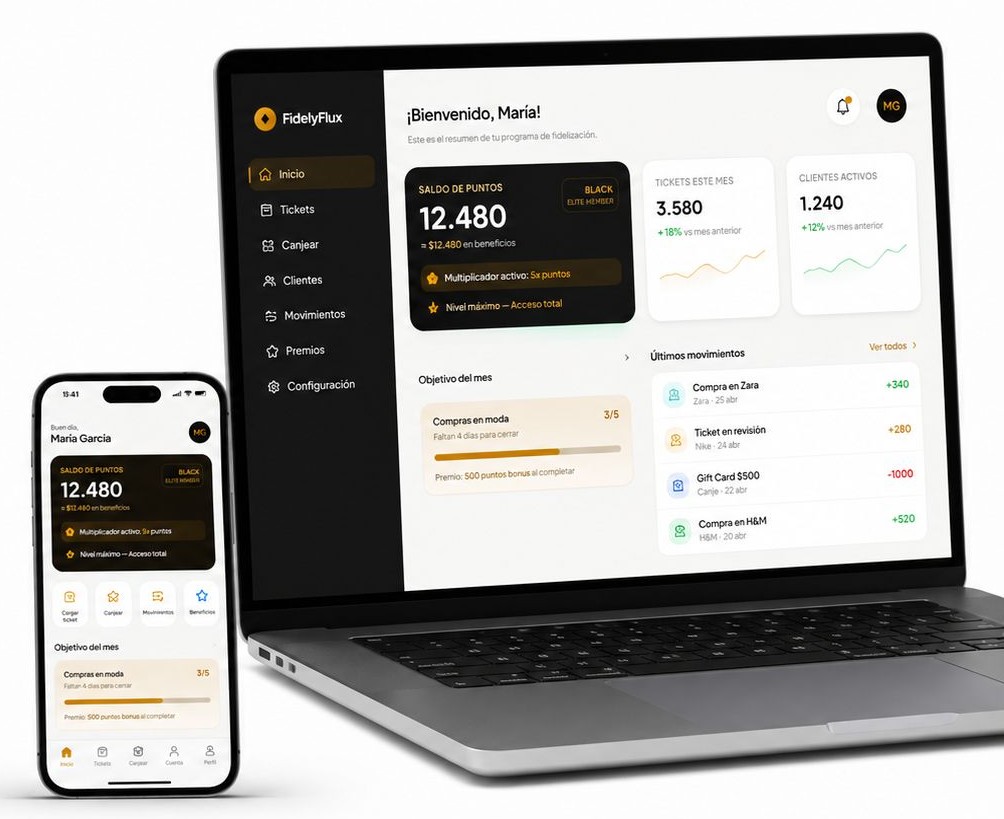 FidelyFlux
Inicio
Tickets
Canjear
Clientes
Movimientos
Premios
Configuración
¡Bienvenido, María!
Este es el resumen de tu programa de fidelización.
MG
SALDO DE PUNTOS
BLACK
ELITE MEMBER
12.480
≈ $12.480 en beneficios
Multiplicador activo: 5x puntos
Nivel máximo — Acceso total
TICKETS ESTE MES
3.580
+18% vs mes anterior
CLIENTES ACTIVOS
1.240
+12% vs mes anterior
Objetivo del mes
Compras en moda
3/5
Faltan 4 días para cerrar
Premio: 500 puntos bonus al completar
Últimos movimientos
Ver todos
Compra en Zara
Zara · 25 abr
+340
Ticket en revisión
Nike · 24 abr
+280
Gift Card $500
Canje · 22 abr
-1000
Compra en H&M
H&M · 20 abr
+520
15:41
Buen día,
María García
MG
SALDO DE PUNTOS
BLACK
ELITE MEMBER
12.480
≈ $12.480 en beneficios
Multiplicador activo: 5x puntos
Nivel máximo — Acceso total
Cargar
ticket
Canjear
Movimientos
Beneficios
Objetivo del mes
Compras en moda
3/5
Faltan 4 días para cerrar
Premio: 500 puntos bonus al completar
Inicio
Tickets
Canjear
Cuenta
Perfil